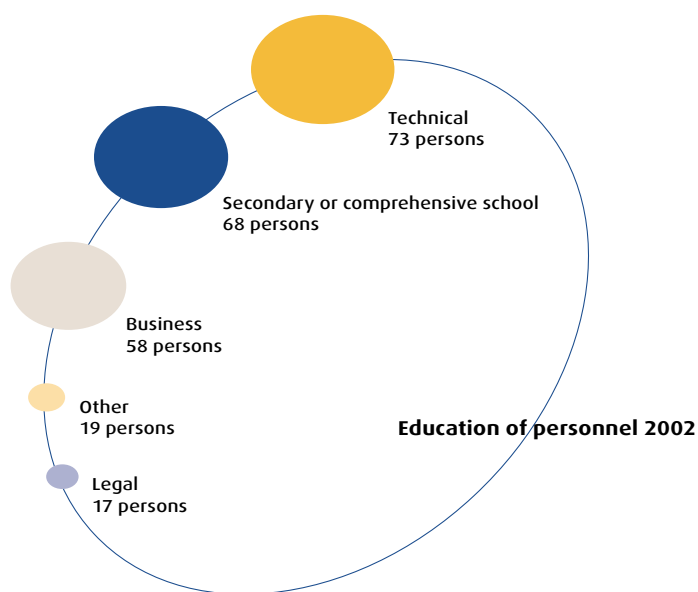 Technical
73 persons
Secondary or comprehensive school
68 persons
Business
58 persons
Other
19 persons
Education of personnel 2002
Legal
17 persons